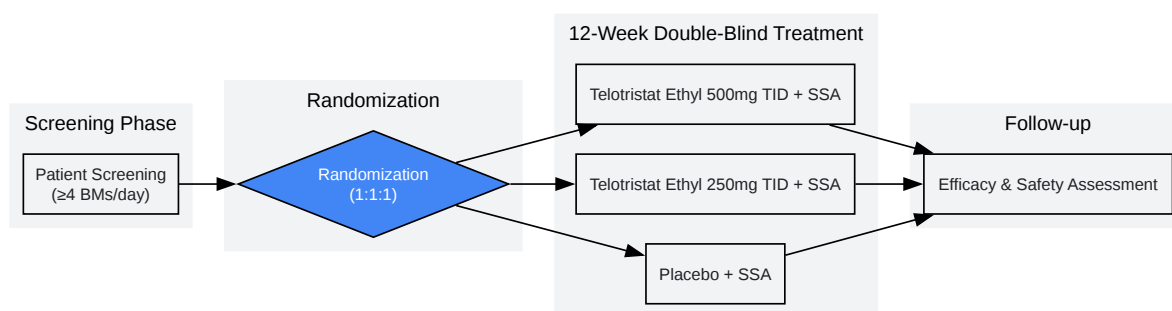 12-Week Double-Blind Treatment
Telotristat Ethyl 500mg TID + SSA
Randomization
Follow-up
Screening Phase
Patient Screening
(≥4 BMs/day)
Randomization
(1:1:1)
Telotristat Ethyl 250mg TID + SSA
Efficacy & Safety Assessment
Placebo + SSA